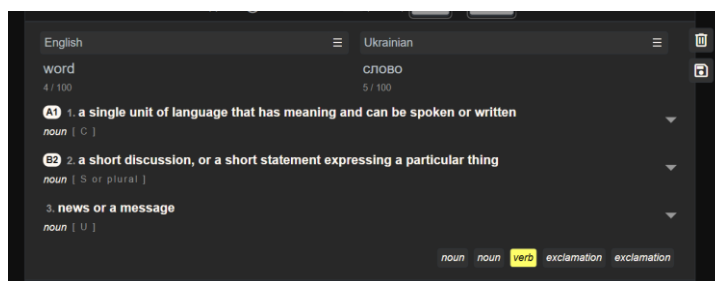 English Ukrainian
word слово
4 / 100 5 / 100
A1 1. a single unit of language that has meaning and can be spoken or written
noun [ C ]
B2 2. a short discussion, or a short statement expressing a particular thing
noun [ S or plural ]
3. news or a message
noun [ U ]
noun noun verb exclamation exclamation